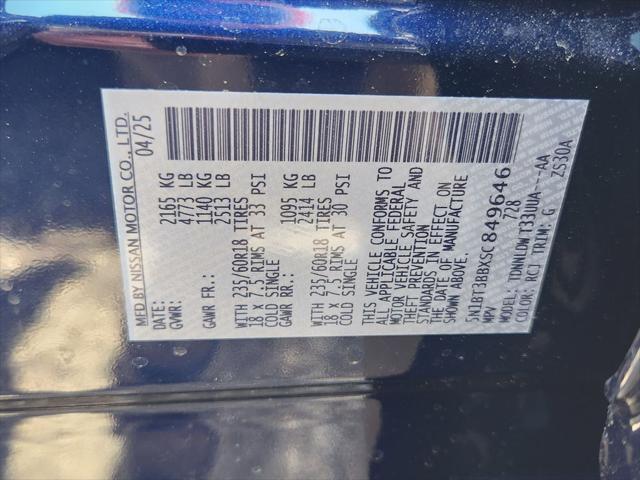 MFD BY NISSAN MOTOR CO., LTD.
DATE: 04/25
GVWR: 2165 KG
4773 LB
GAWR FR.: 1140 KG
2513 LB
WITH 235/60R18 TIRES
18 X 7.5 RIMS AT 33 PSI
COLD SINGLE
GAWR RR.: 1095 KG
2414 LB
WITH 235/60R18 TIRES
18 X 7.5 RIMS AT 30 PSI
COLD SINGLE
THIS VEHICLE CONFORMS TO
ALL APPLICABLE FEDERAL
MOTOR VEHICLE SAFETY AND
THEFT PREVENTION
STANDARDS IN EFFECT ON
THE DATE OF MANUFACTURE
SHOWN ABOVE.
5N1BT3BBXSC849646
MPV 728
MODEL: TDNNLDWT33UUA----AA
COLOR: RCJ TRIM: G ZS30A